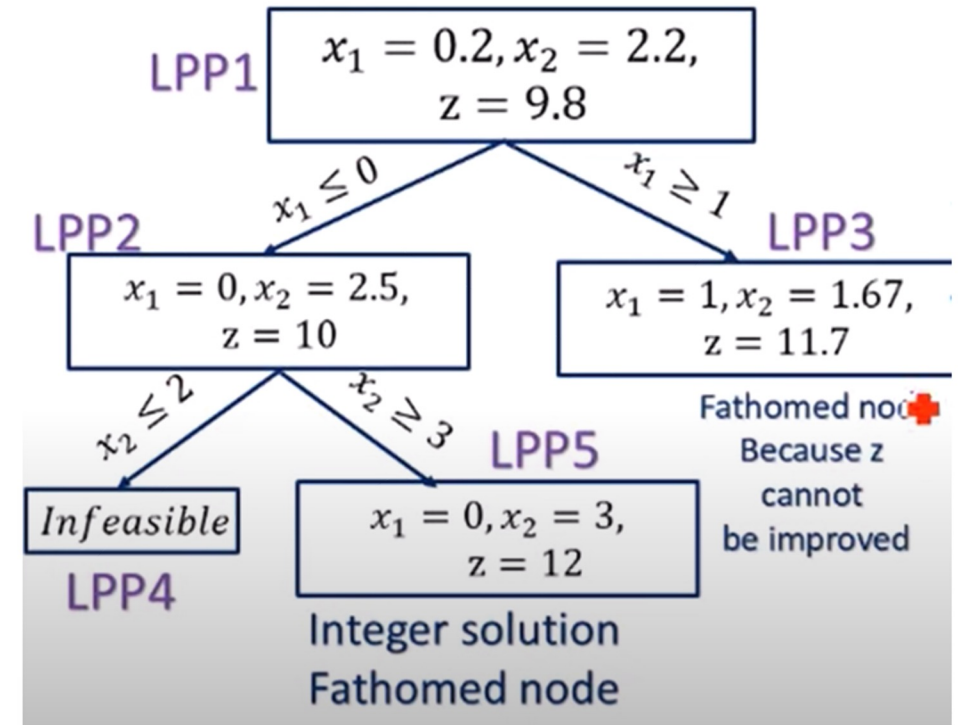 LPP1
x₁ = 0.2, x₂ = 2.2,
z = 9.8
x₁ ≤ 0
x₁ ≥ 1
LPP2
x₁ = 0, x₂ = 2.5,
z = 10
LPP3
x₁ = 1, x₂ = 1.67,
z = 11.7
Fathomed
Because z
cannot
be improved
x₂ ≤ 2
x₂ ≥ 3
Infeasible
LPP4
LPP5
x₁ = 0, x₂ = 3,
z = 12
Integer solution
Fathomed node